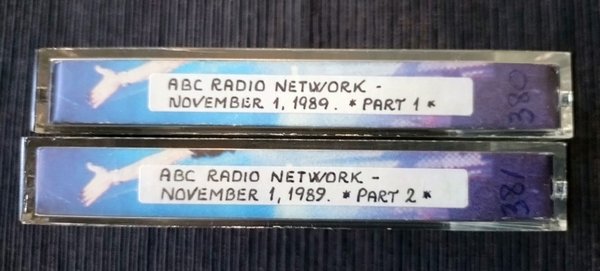 ABC RADIO NETWORK -
NOVEMBER 1, 1989. * PART 1 *
380
ABC RADIO NETWORK -
NOVEMBER 1, 1989. * PART 2 *
381